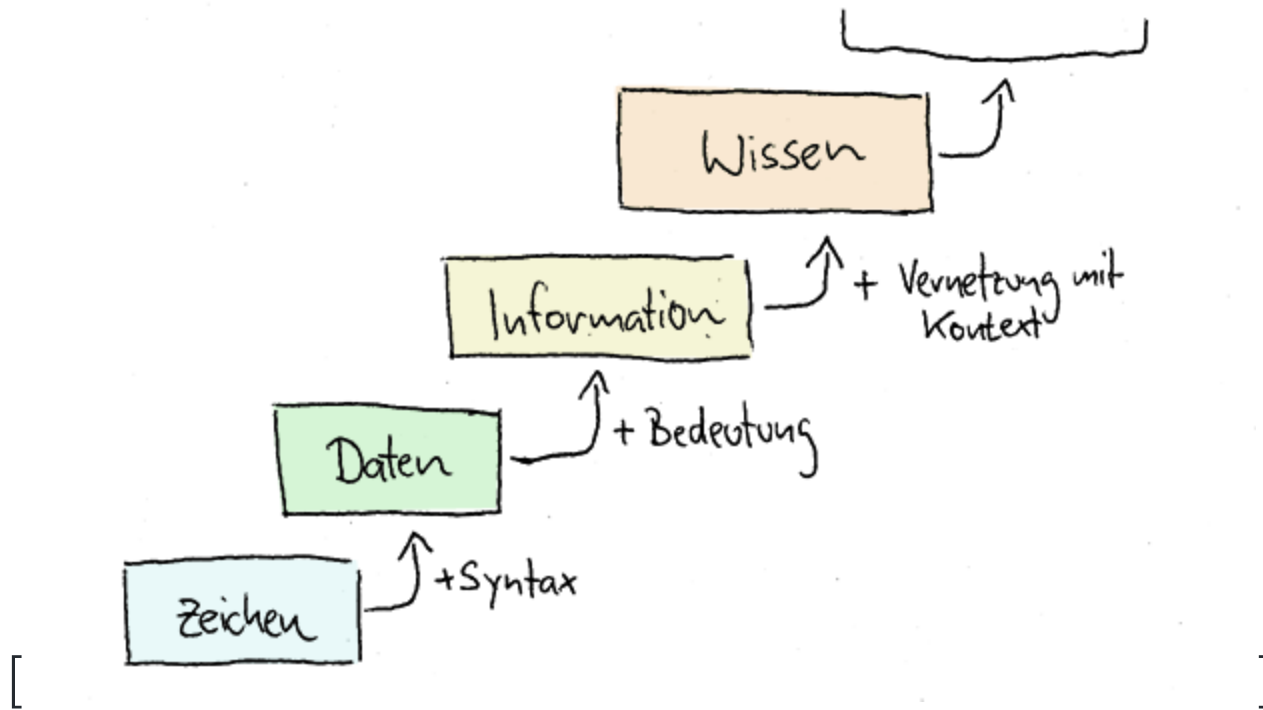 Wissen
+ Vernetzung mit
Kontext
Information
+ Bedeutung
Daten
+ Syntax
Zeichen
[ ]